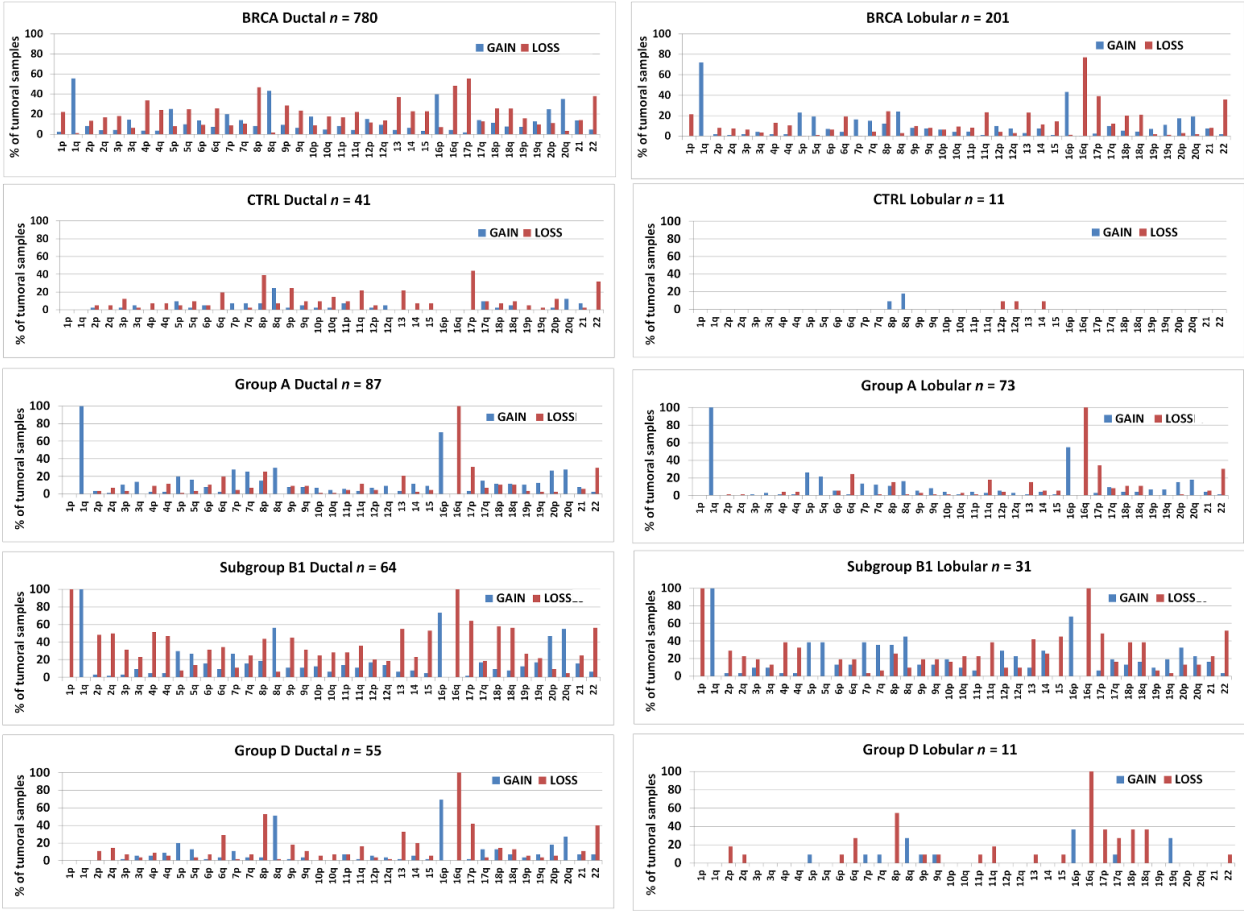 BRCA Ductal n = 780
% of tumoral samples
100
80
60
40
20
0
GAIN LOSS
1p 1q 2p 2q 3p 3q 4p 4q 5p 5q 6p 6q 7p 7q 8p 8q 9p 9q 10p 10q 11p 11q 12p 12q 13 14 15 16p 16q 17p 17q 18p 18q 19p 19q 20p 20q 21 22
BRCA Lobular n = 201
% of tumoral samples
100
80
60
40
20
0
GAIN LOSS
1p 1q 2p 2q 3p 3q 4p 4q 5p 5q 6p 6q 7p 7q 8p 8q 9p 9q 10p 10q 11p 11q 12p 12q 13 14 15 16p 16q 17p 17q 18p 18q 19p 19q 20p 20q 21 22
CTRL Ductal n = 41
% of tumoral samples
100
80
60
40
20
0
GAIN LOSS
1p 1q 2p 2q 3p 3q 4p 4q 5p 5q 6p 6q 7p 7q 8p 8q 9p 9q 10p 10q 11p 11q 12p 12q 13 14 15 16p 16q 17p 17q 18p 18q 19p 19q 20p 20q 21 22
CTRL Lobular n = 11
% of tumoral samples
100
80
60
40
20
0
GAIN LOSS
1p 1q 2p 2q 3p 3q 4p 4q 5p 5q 6p 6q 7p 7q 8p 8q 9p 9q 10p 10q 11p 11q 12p 12q 13 14 15 16p 16q 17p 17q 18p 18q 19p 19q 20p 20q 21 22
Group A Ductal n = 87
% of tumoral samples
100
80
60
40
20
0
GAIN LOSS
1p 1q 2p 2q 3p 3q 4p 4q 5p 5q 6p 6q 7p 7q 8p 8q 9p 9q 10p 10q 11p 11q 12p 12q 13 14 15 16p 16q 17p 17q 18p 18q 19p 19q 20p 20q 21 22
Group A Lobular n = 73
% of tumoral samples
100
80
60
40
20
0
GAIN LOSS
1p 1q 2p 2q 3p 3q 4p 4q 5p 5q 6p 6q 7p 7q 8p 8q 9p 9q 10p 10q 11p 11q 12p 12q 13 14 15 16p 16q 17p 17q 18p 18q 19p 19q 20p 20q 21 22
Subgroup B1 Ductal n = 64
% of tumoral samples
100
80
60
40
20
0
GAIN LOSS
1p 1q 2p 2q 3p 3q 4p 4q 5p 5q 6p 6q 7p 7q 8p 8q 9p 9q 10p 10q 11p 11q 12p 12q 13 14 15 16p 16q 17p 17q 18p 18q 19p 19q 20p 20q 21 22
Subgroup B1 Lobular n = 31
% of tumoral samples
100
80
60
40
20
0
GAIN LOSS
1p 1q 2p 2q 3p 3q 4p 4q 5p 5q 6p 6q 7p 7q 8p 8q 9p 9q 10p 10q 11p 11q 12p 12q 13 14 15 16p 16q 17p 17q 18p 18q 19p 19q 20p 20q 21 22
Group D Ductal n = 55
% of tumoral samples
100
80
60
40
20
0
GAIN LOSS
1p 1q 2p 2q 3p 3q 4p 4q 5p 5q 6p 6q 7p 7q 8p 8q 9p 9q 10p 10q 11p 11q 12p 12q 13 14 15 16p 16q 17p 17q 18p 18q 19p 19q 20p 20q 21 22
Group D Lobular n = 11
% of tumoral samples
100
80
60
40
20
0
GAIN LOSS
1p 1q 2p 2q 3p 3q 4p 4q 5p 5q 6p 6q 7p 7q 8p 8q 9p 9q 10p 10q 11p 11q 12p 12q 13 14 15 16p 16q 17p 17q 18p 18q 19p 19q 20p 20q 21 22